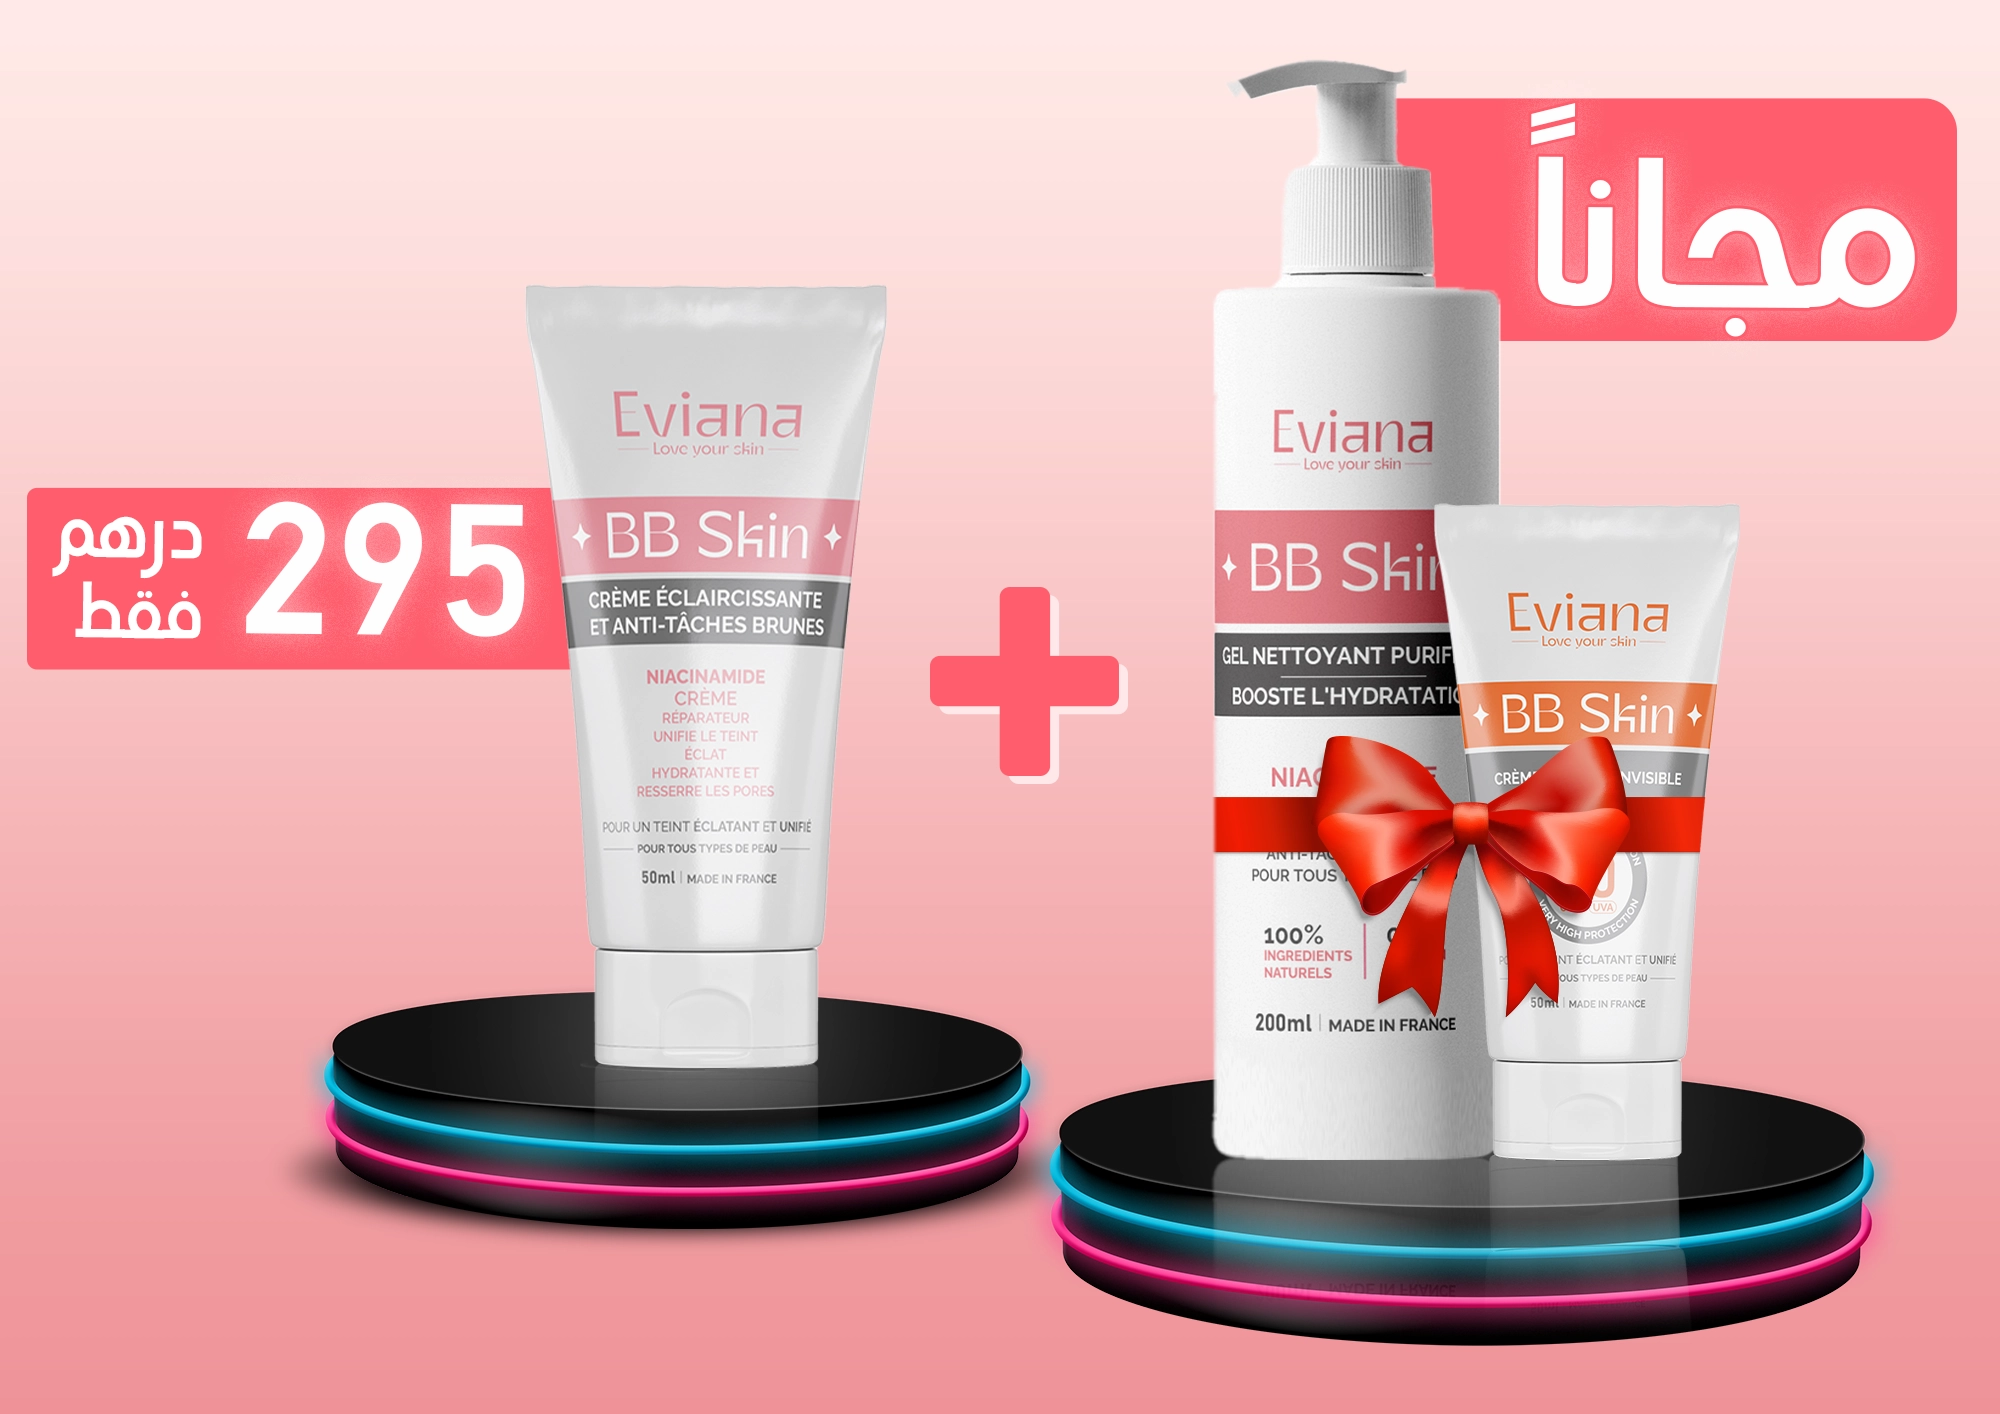 295 درهم
فقط
Eviana
Love your skin
BB Skin
CRÈME ÉCLAIRCISSANTE
ET ANTI-TÂCHES BRUNES
NIACINAMIDE
CRÈME
RÉPARATEUR
UNIFIE LE TEINT
ÉCLAT
HYDRATANTE ET
RESSERRE LES PORES
POUR UN TEINT ÉCLATANT ET UNIFIÉ
POUR TOUS TYPES DE PEAU
50ml | MADE IN FRANCE
مجاناً
Eviana
Love your skin
BB Skin
GEL NETTOYANT
BOOSTE
POUR TOUS
100%
INGREDIENTS
NATURELS
200ml | MADE IN FRANCE
Eviana
Love your skin
BB Skin
UVA
VERY HIGH PROTECTION
ÉCLATANT ET UNIFIÉ
TYPES DE PEAU
50ml | MADE IN FRANCE